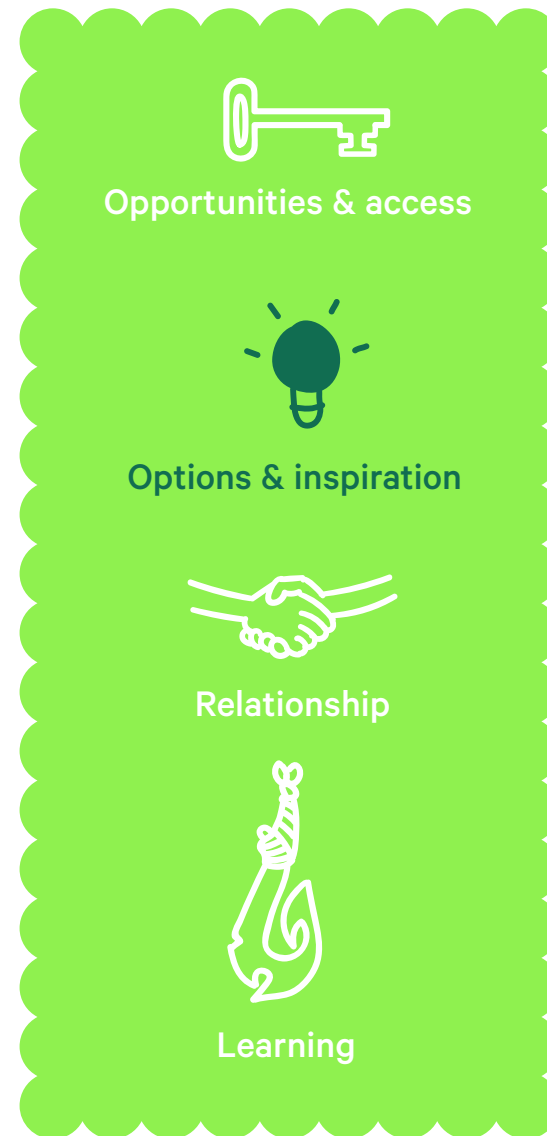 Opportunities & access
Options & inspiration
Relationship
Learning